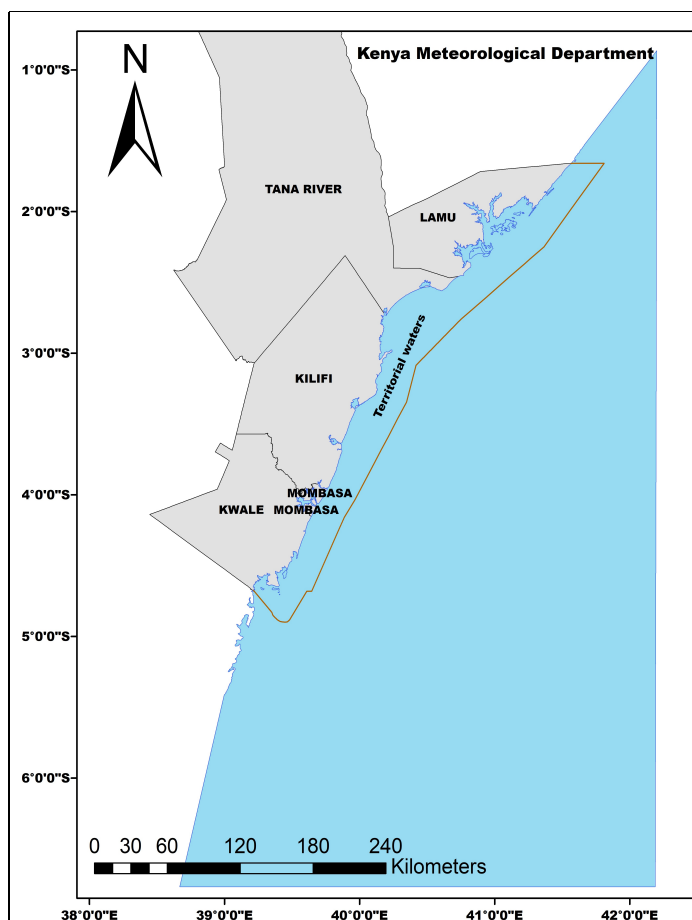 Kenya Meteorological Department
N
1°0'0"S
TANA RIVER
2°0'0"S
LAMU
3°0'0"S
Territorial waters
KILIFI
4°0'0"S
MOMBASA
KWALE MOMBASA
5°0'0"S
6°0'0"S
0 30 60 120 180 240
Kilometers
38°0'0"E 39°0'0"E 40°0'0"E 41°0'0"E 42°0'0"E